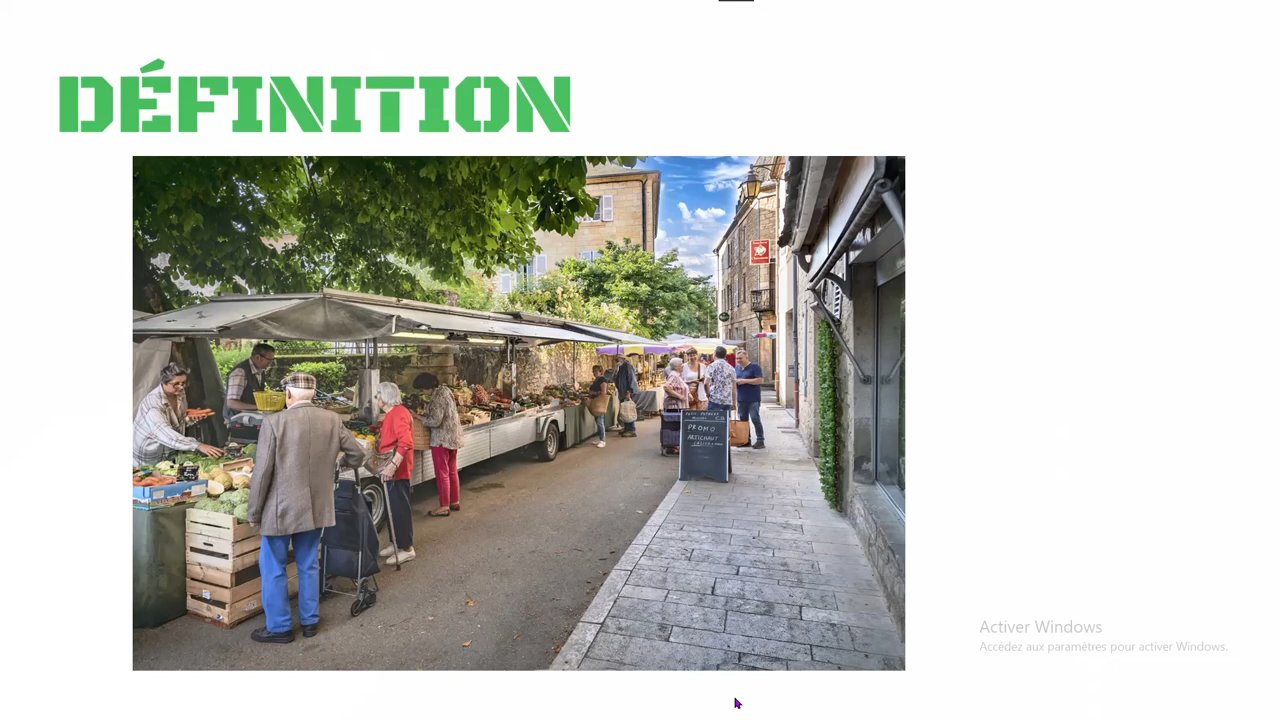 DÉFINITION
PROMO
ARTICHAUT
Activer Windows
Accédez aux paramètres pour activer Windows.